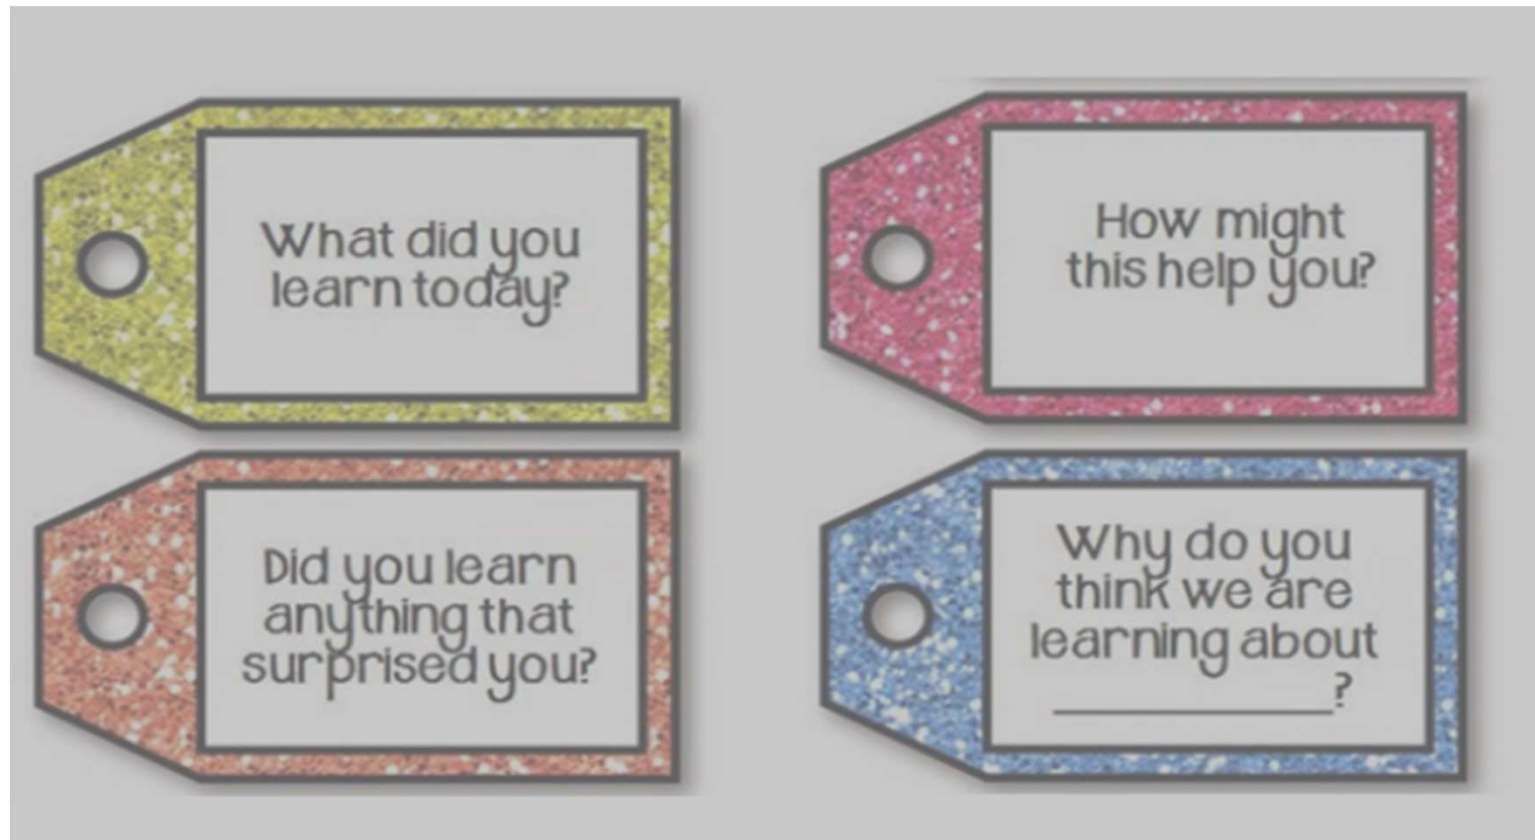 What did you
learn today?
How might
this help you?
Did you learn
anything that
surprised you?
Why do you
think we are
learning about
______________?